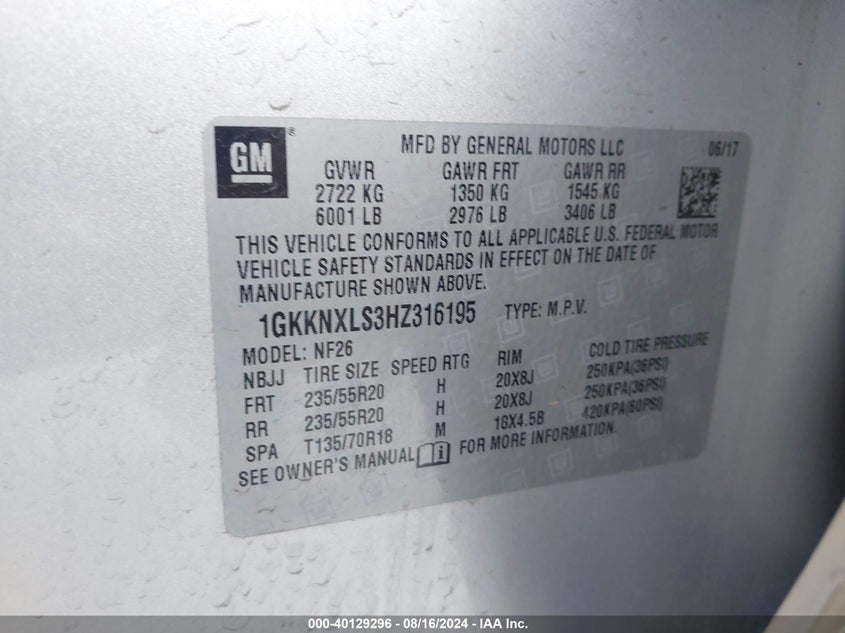 GM ® MFD BY GENERAL MOTORS LLC 06/17
GVWR GAWR FRT GAWR RR
2722 KG 1350 KG 1545 KG
6001 LB 2976 LB 3406 LB
THIS VEHICLE CONFORMS TO ALL APPLICABLE U.S. FEDERAL MOTOR
VEHICLE SAFETY STANDARDS IN EFFECT ON THE DATE OF
MANUFACTURE SHOWN ABOVE.
1GKKNXLS3HZ316195 TYPE: M.P.V.
MODEL: NF26
NBJJ TIRE SIZE SPEED RTG RIM COLD TIRE PRESSURE
FRT 235/55R20 H 20X8J 250KPA(36PSI)
RR 235/55R20 H 20X8J 250KPA(36PSI)
SPA T135/70R18 M 18X4.5B 420KPA(60PSI)
SEE OWNER'S MANUAL FOR MORE INFORMATION.
000-40129296 - 08/16/2024 - IAA Inc.